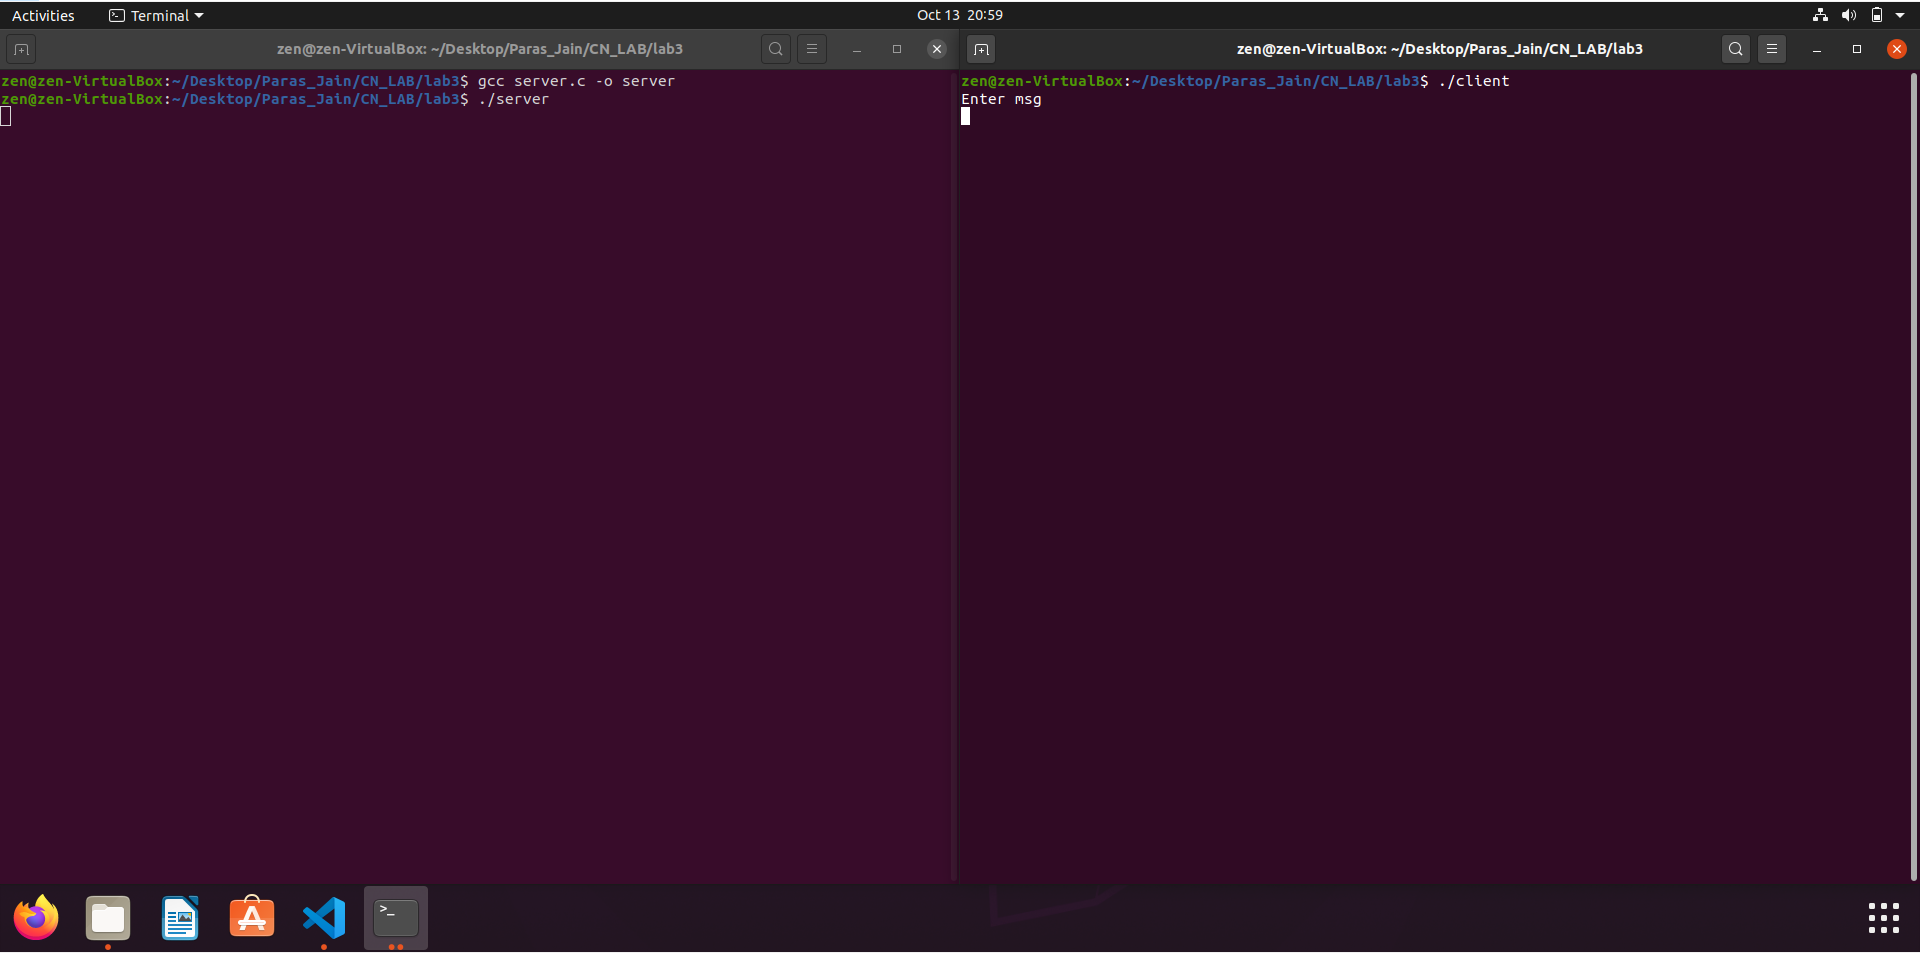 Activities Terminal Oct 13 20:59
zen@zen-VirtualBox: ~/Desktop/Paras_Jain/CN_LAB/lab3
zen@zen-VirtualBox:~/Desktop/Paras_Jain/CN_LAB/lab3$ gcc server.c -o server
zen@zen-VirtualBox:~/Desktop/Paras_Jain/CN_LAB/lab3$ ./server
zen@zen-VirtualBox: ~/Desktop/Paras_Jain/CN_LAB/lab3
zen@zen-VirtualBox:~/Desktop/Paras_Jain/CN_LAB/lab3$ ./client
Enter msg